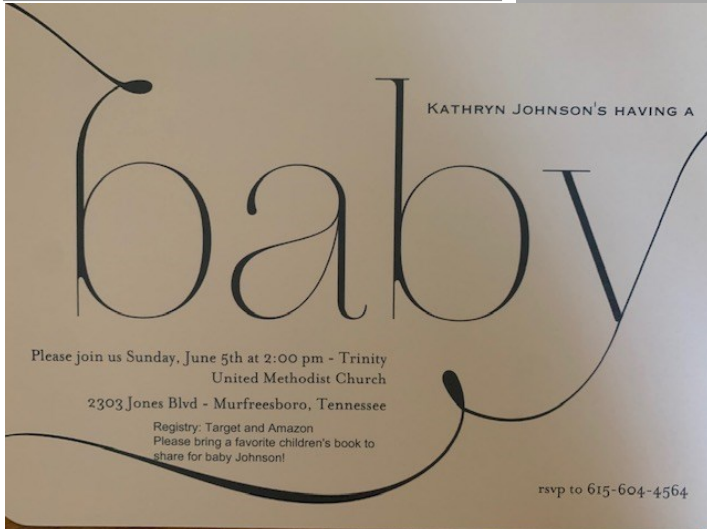 KATHRYN JOHNSON'S HAVING A
baby
Please join us Sunday, June 5th at 2:00 pm - Trinity
United Methodist Church
2303 Jones Blvd - Murfreesboro, Tennessee
Registry: Target and Amazon
Please bring a favorite children's book to
share for baby Johnson!
rsvp to 615-604-4564